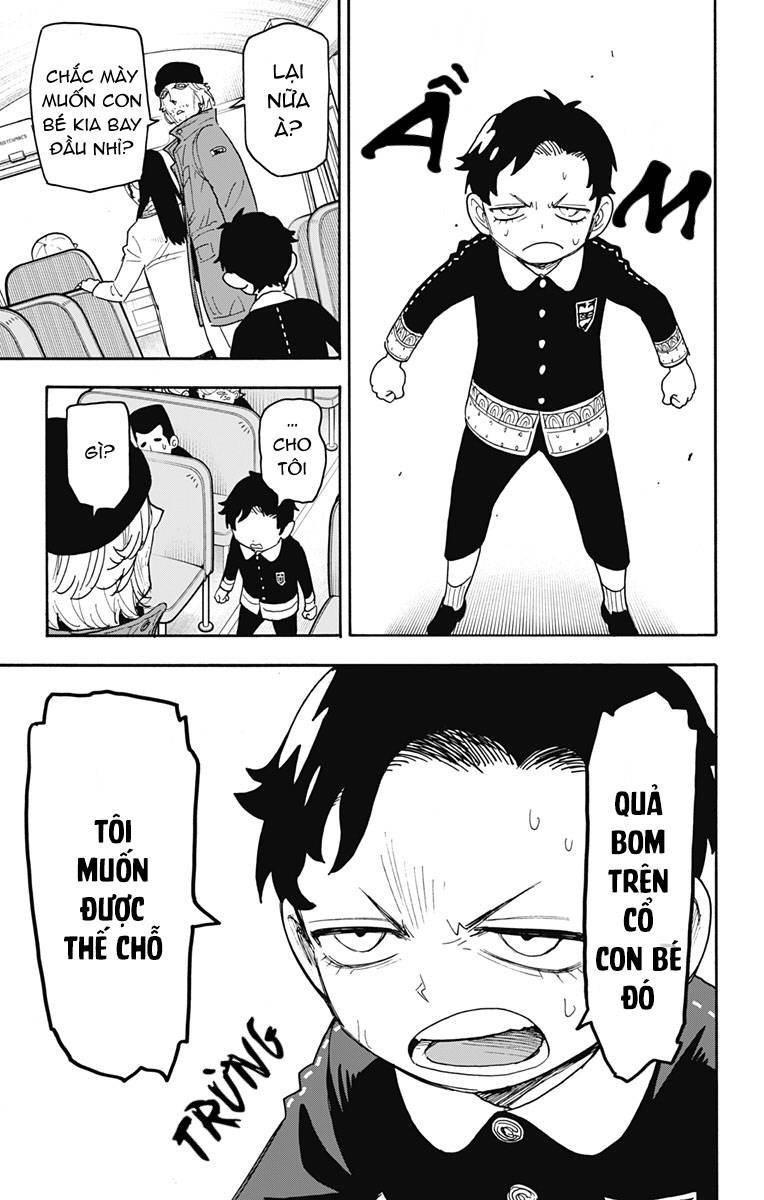 ẦM
LẠI
NỮA
À?
CHẮC MÀY
MUỐN CON
BÉ KIA BAY
ĐẦU NHỈ?
...
CHO
TÔI
GÌ?
QUẢ
BOM
TRÊN
CỔ
CON BÉ
ĐÓ
TÔI
MUỐN
ĐƯỢC
THẾ CHỖ
TRỪNG